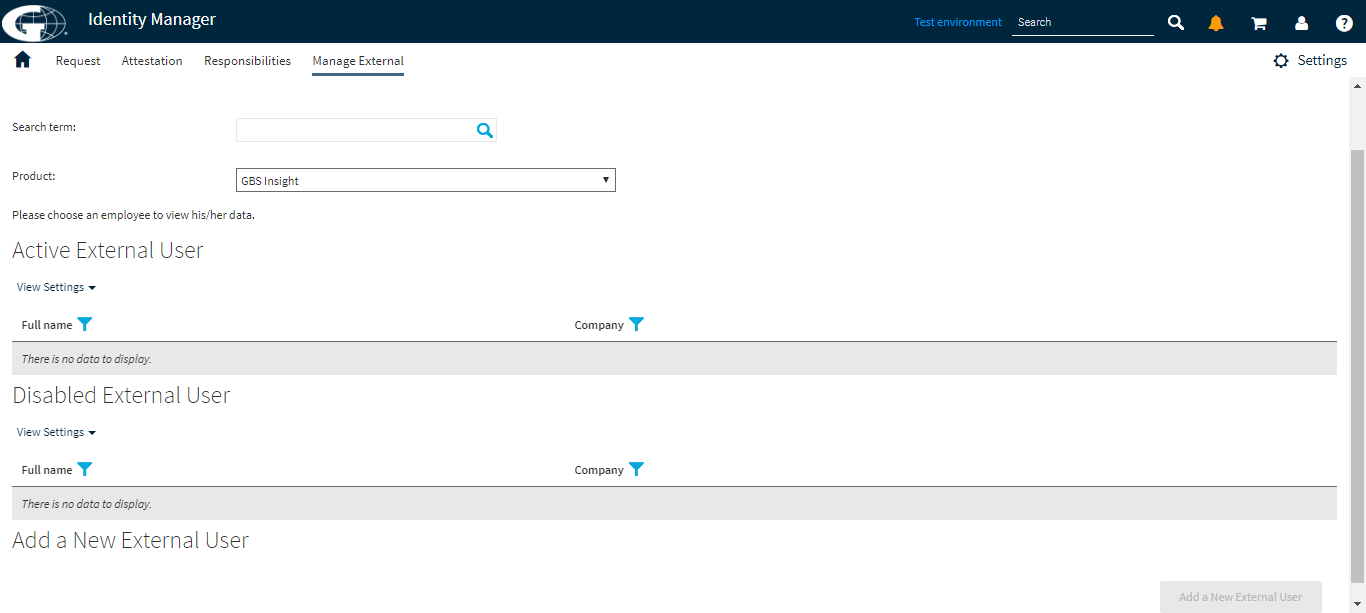 Identity Manager
Test environment
Search
Request Attestation Responsibilities Manage External
Settings
Search term:
Product:
GBS Insight
Please choose an employee to view his/her data.
Active External User
View Settings
Full name Company
There is no data to display.
Disabled External User
View Settings
Full name Company
There is no data to display.
Add a New External User
Add a New External User